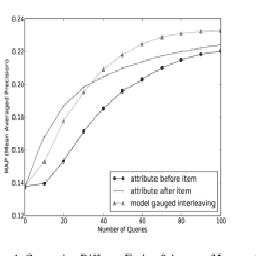 0.24
0.22
0.20
0.18
0.16
0.14
0.12
MAP (Mean Averaged Precision)
attribute before item
attribute after item
model gauged interleaving
0 20 40 60 80 100
Number of Queries